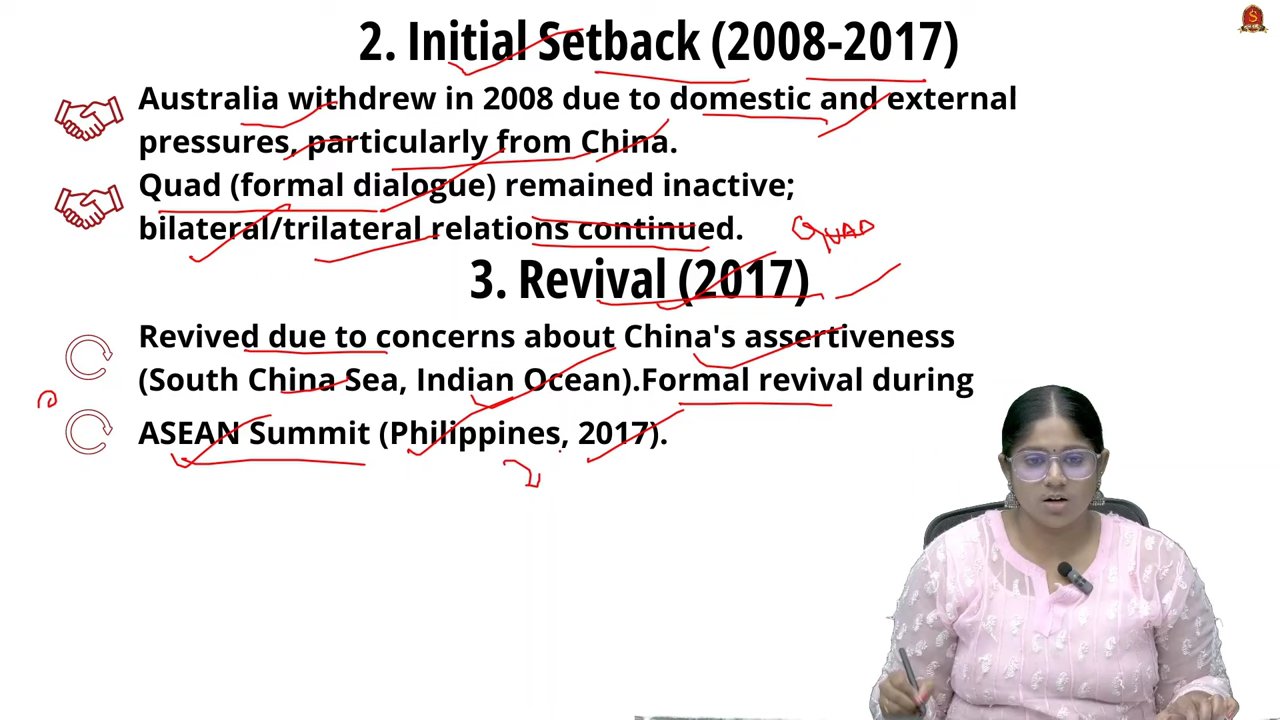 2. Initial Setback (2008-2017)
Australia withdrew in 2008 due to domestic and external
pressures, particularly from China.
Quad (formal dialogue) remained inactive;
bilateral/trilateral relations continued.
QUAD
3. Revival (2017)
Revived due to concerns about China's assertiveness
(South China Sea, Indian Ocean).Formal revival during
ASEAN Summit (Philippines, 2017).